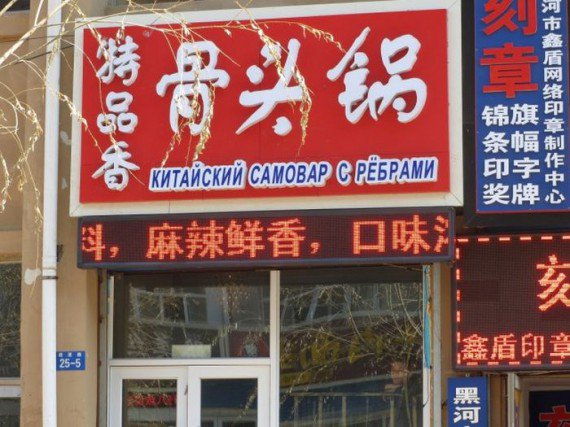 特品香
骨头锅
КИТАЙСКИЙ САМОВАР С РЁБРАМИ
麻辣鲜香，口味
25-5
刻章
河市鑫盾网络印章制作中心
旗幅字牌
锦条印奖
刻
鑫盾印章
黑河